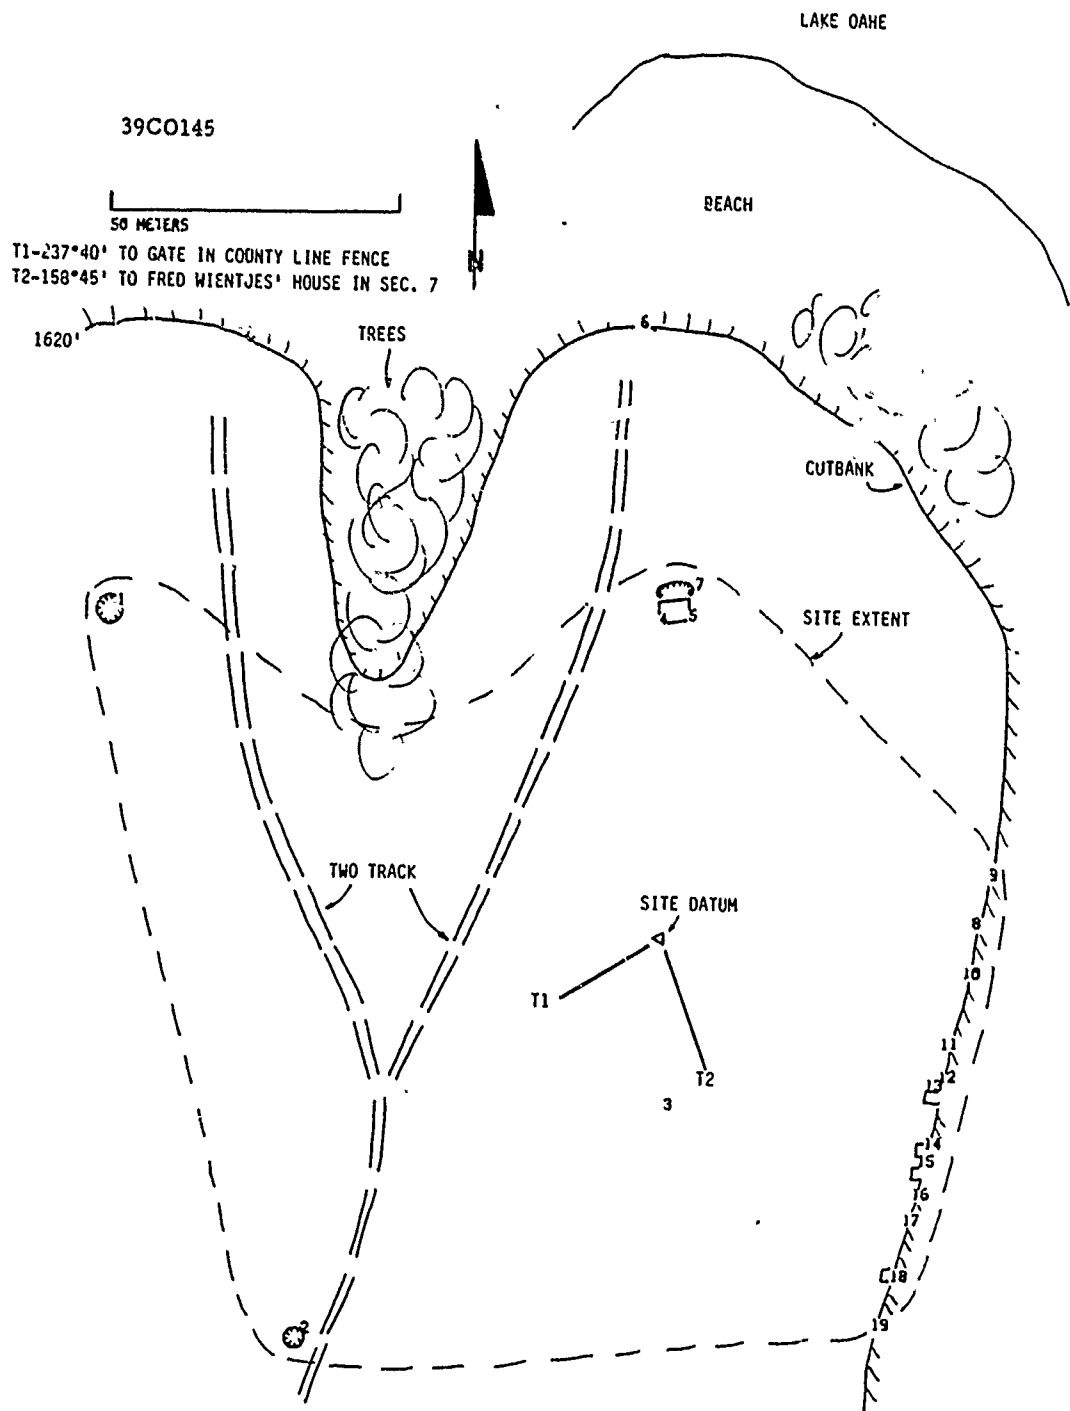 LAKE OAHE
39CO145
BEACH
50 METERS
T1-237°40' TO GATE IN COUNTY LINE FENCE
T2-158°45' TO FRED WIENTJES' HOUSE IN SEC. 7
N
1620'
TREES
6
CUTBANK
1
7
4 5
SITE EXTENT
TWO TRACK
9
SITE DATUM
8
10
T1
11
T2
12
13
3
14
15
16
17
18
19
2